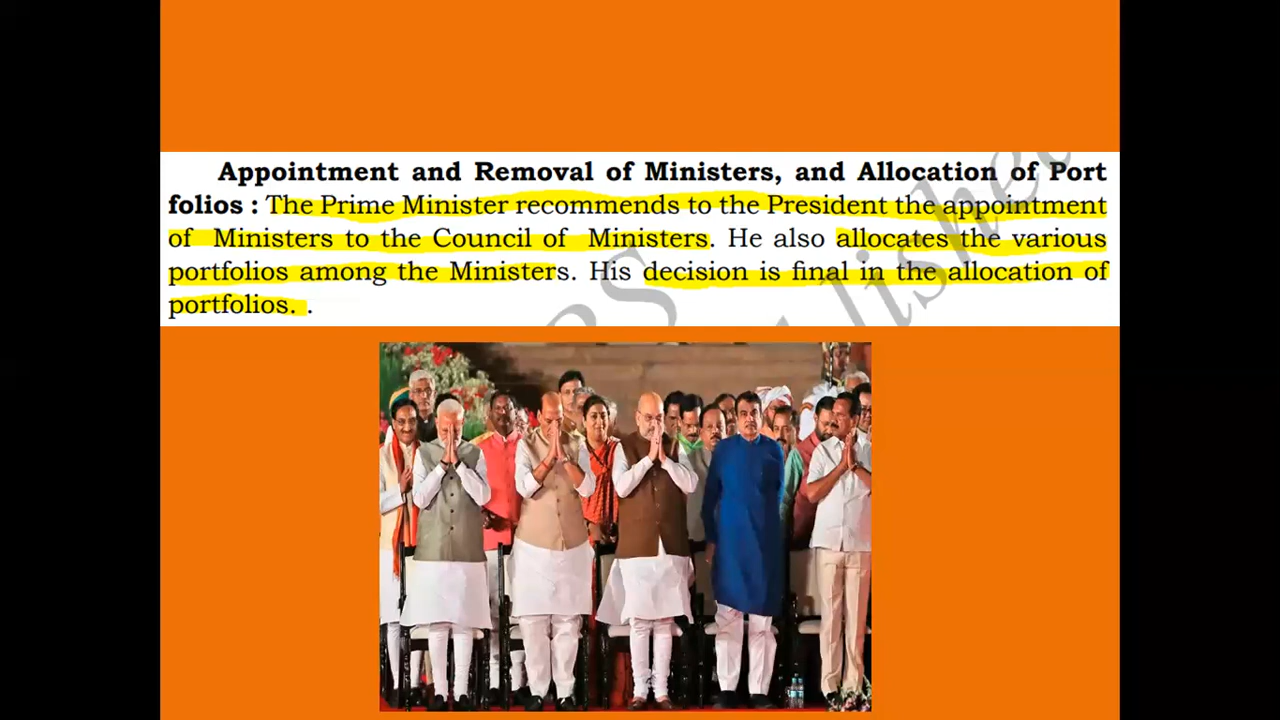 Appointment and Removal of Ministers, and Allocation of Port
folios : The Prime Minister recommends to the President the appointment
of Ministers to the Council of Ministers. He also allocates the various
portfolios among the Ministers. His decision is final in the allocation of
portfolios. .